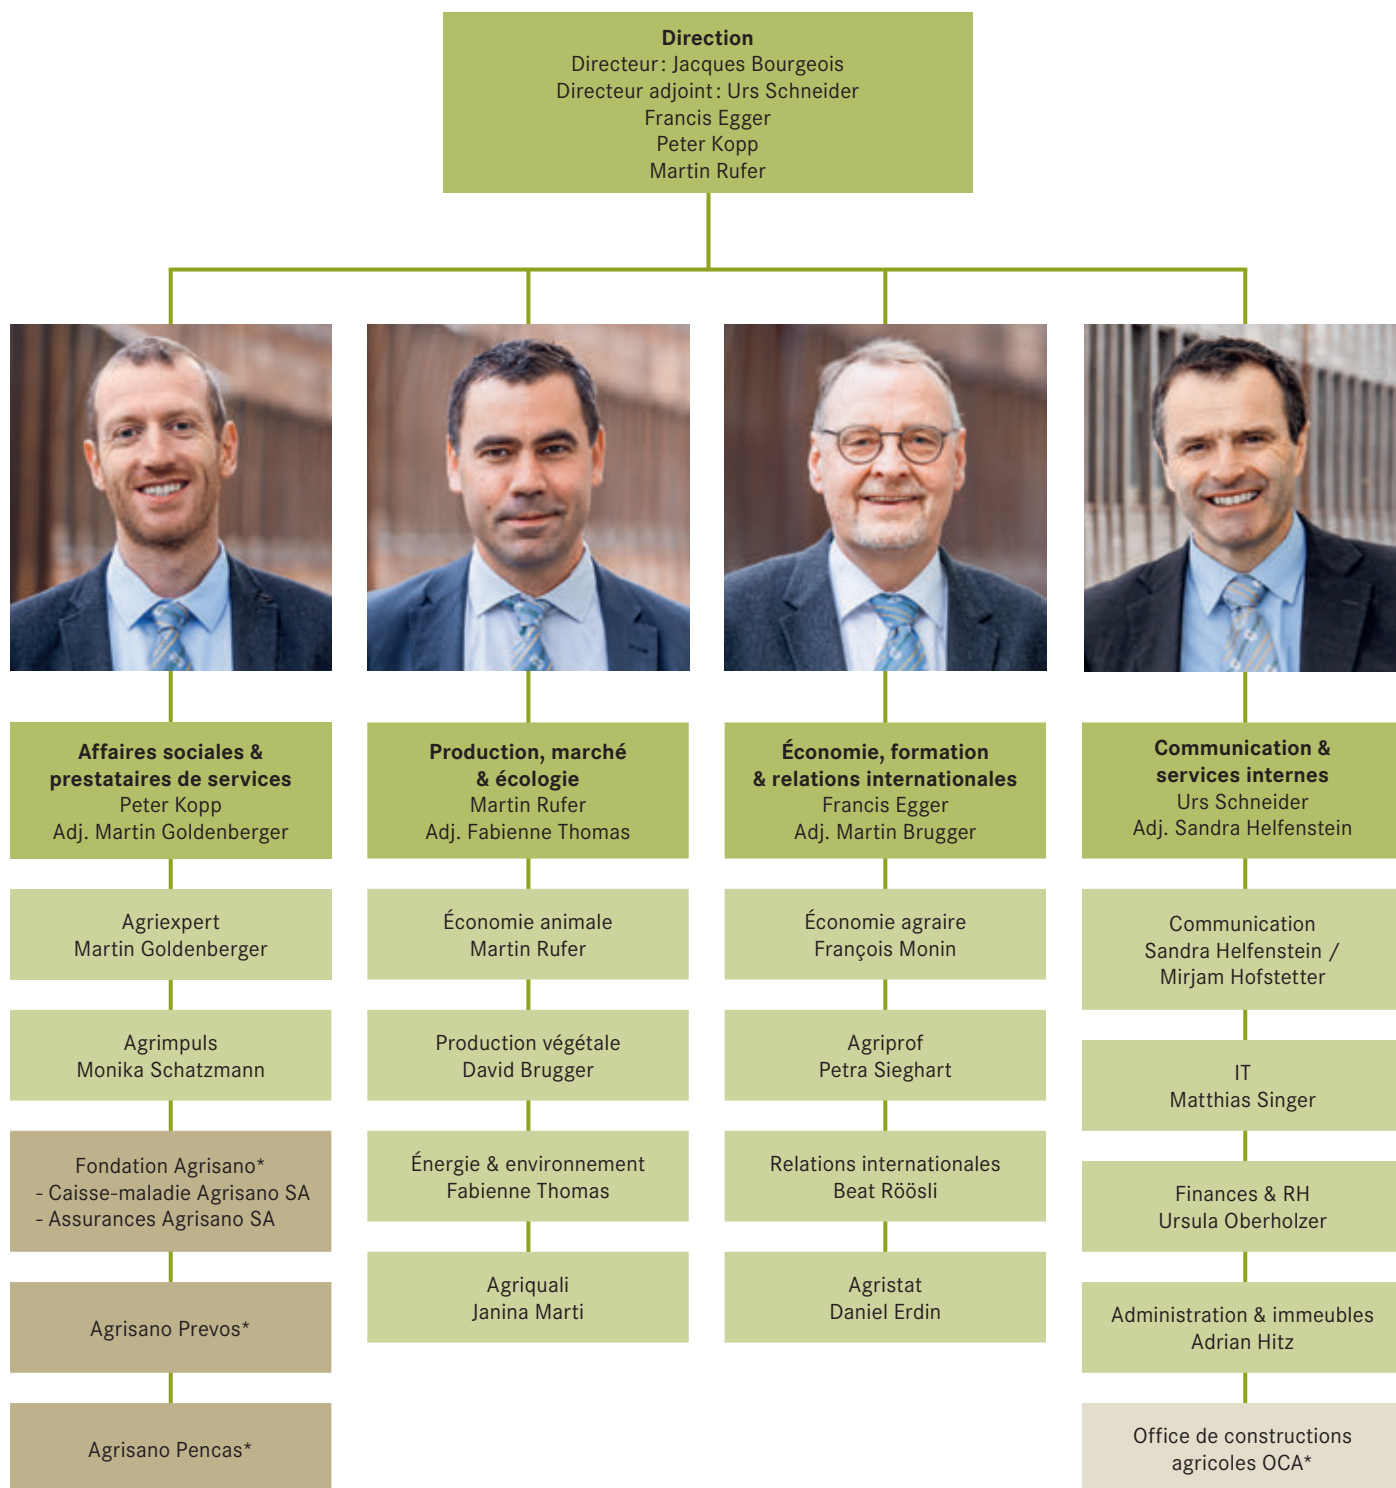 Direction
Directeur: Jacques Bourgeois
Directeur adjoint: Urs Schneider
Francis Egger
Peter Kopp
Martin Rufer
Affaires sociales &
prestataires de services
Peter Kopp
Adj. Martin Goldenberger
Agriexpert
Martin Goldenberger
Agrimpuls
Monika Schatzmann
Fondation Agrisano*
- Caisse-maladie Agrisano SA
- Assurances Agrisano SA
Agrisano Prevos*
Agrisano Pencas*
Production, marché
& écologie
Martin Rufer
Adj. Fabienne Thomas
Économie animale
Martin Rufer
Production végétale
David Brugger
Énergie & environnement
Fabienne Thomas
Agriquali
Janina Marti
Économie, formation
& relations internationales
Francis Egger
Adj. Martin Brugger
Économie agraire
François Monin
Agriprof
Petra Sieghart
Relations internationales
Beat Röösli
Agristat
Daniel Erdin
Communication &
services internes
Urs Schneider
Adj. Sandra Helfenstein
Communication
Sandra Helfenstein /
Mirjam Hofstetter
IT
Matthias Singer
Finances & RH
Ursula Oberholzer
Administration & immeubles
Adrian Hitz
Office de constructions
agricoles OCA*